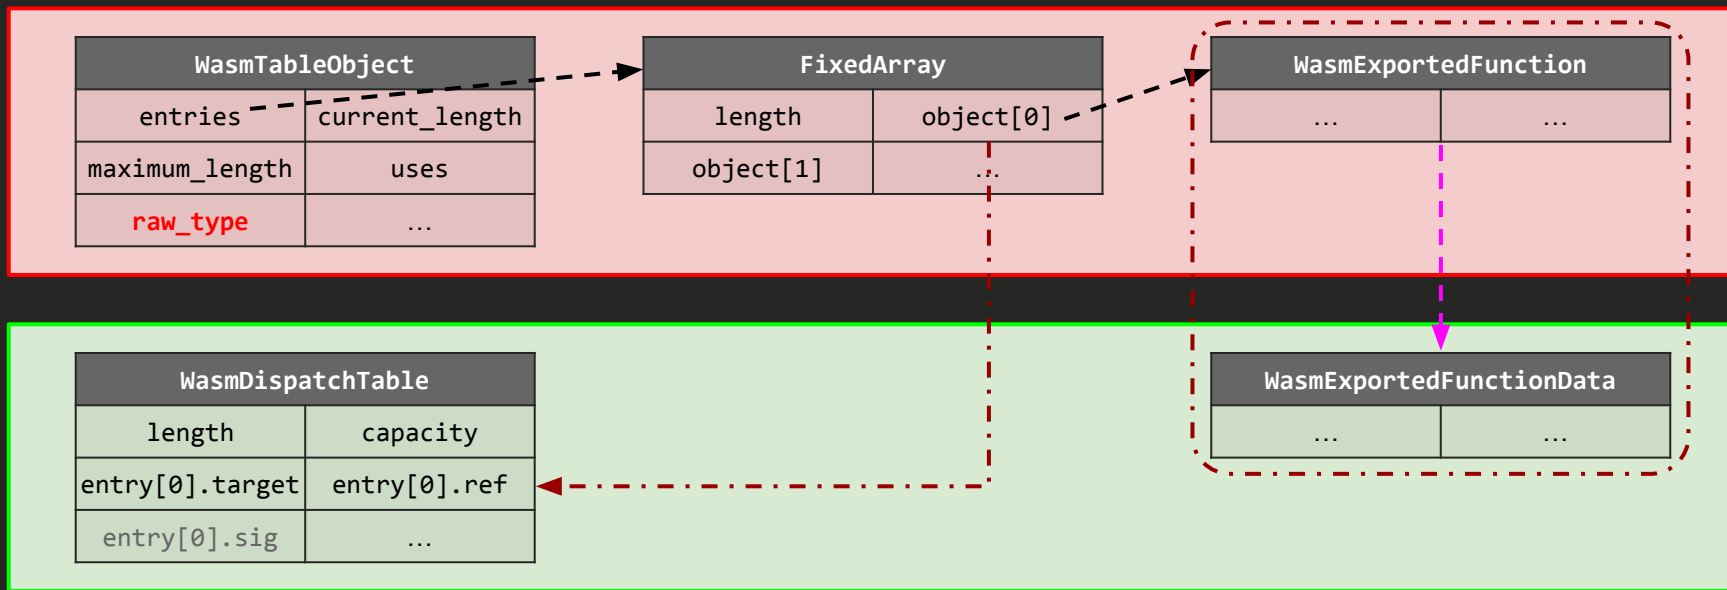 WasmTableObject
entries current_length
maximum_length uses
raw_type ...
FixedArray
length object[0]
object[1] ...
WasmExportedFunction
... ...
WasmDispatchTable
length capacity
entry[0].target entry[0].ref
entry[0].sig ...
WasmExportedFunctionData
... ...